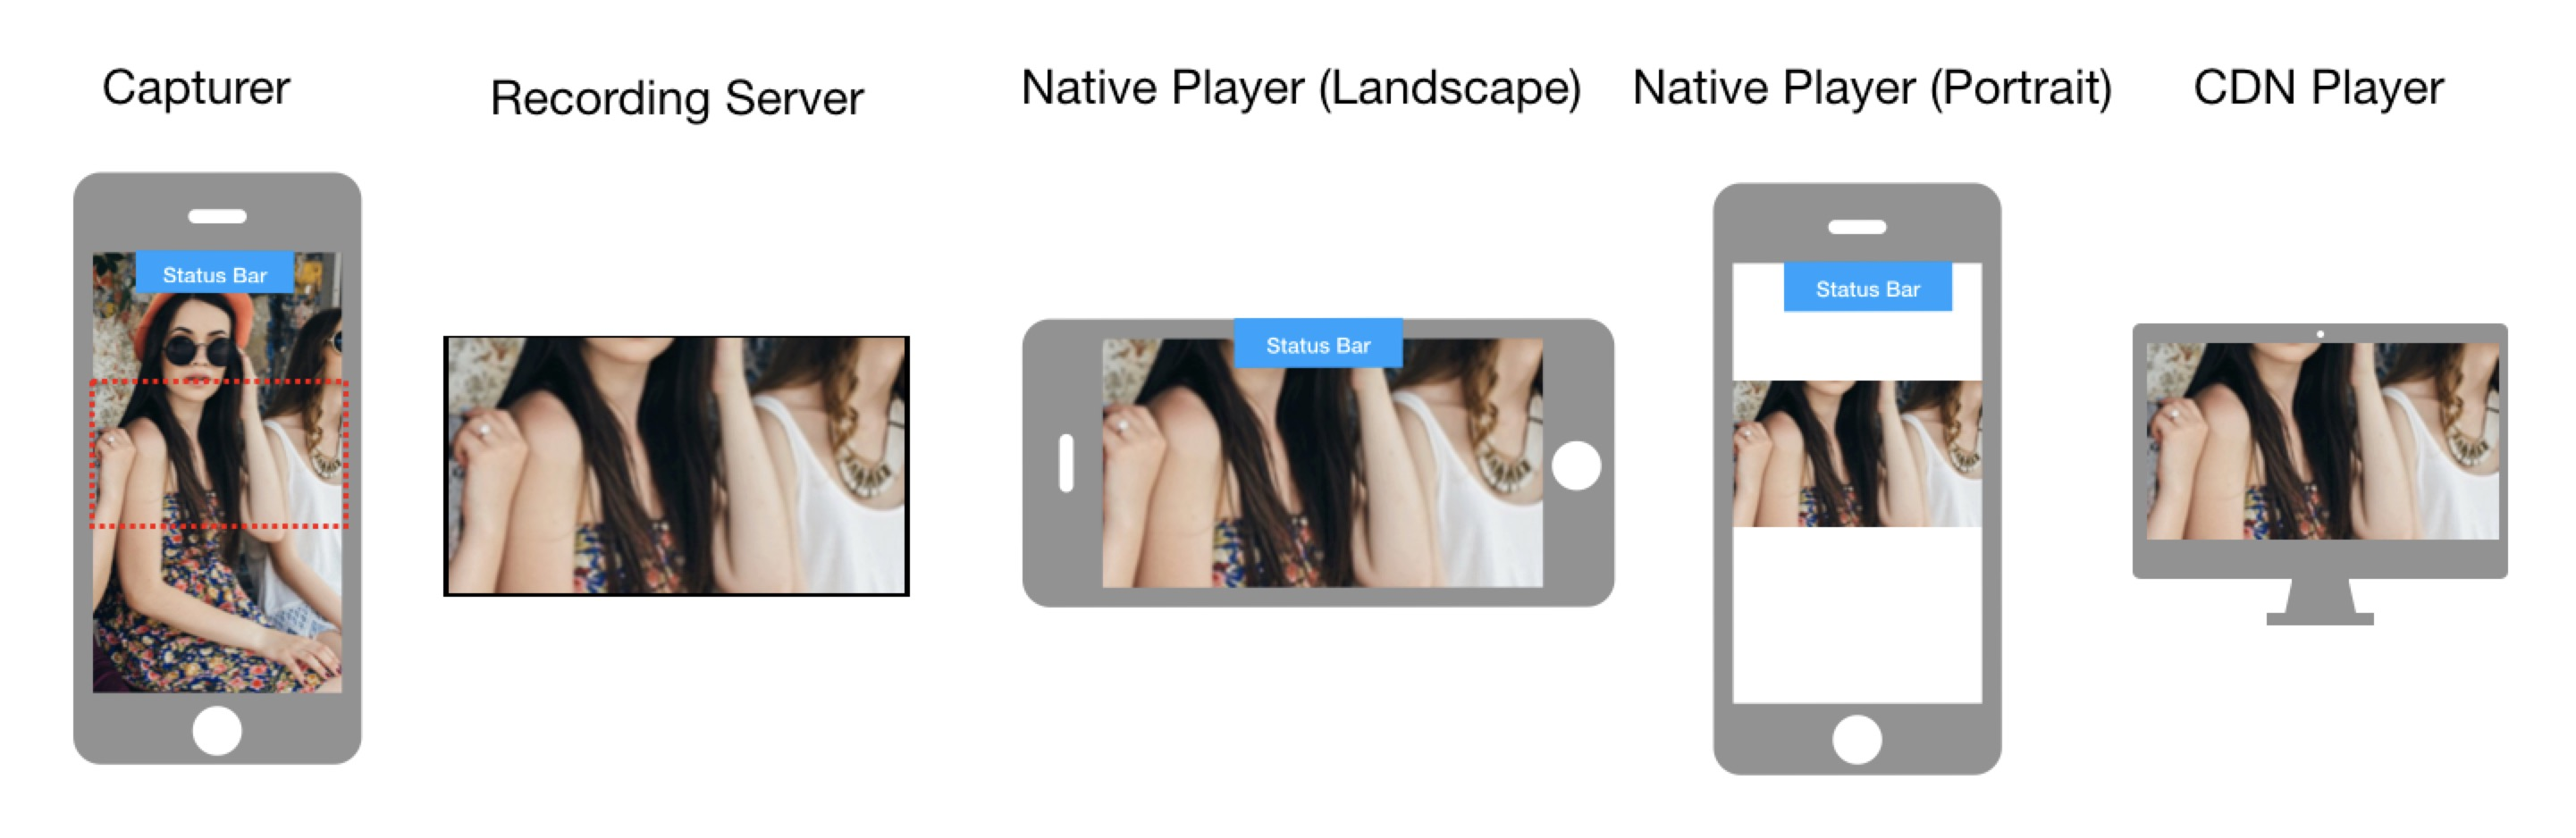 Capturer
Recording Server
Native Player (Landscape)
Native Player (Portrait)
CDN Player
Status Bar
Status Bar
Status Bar